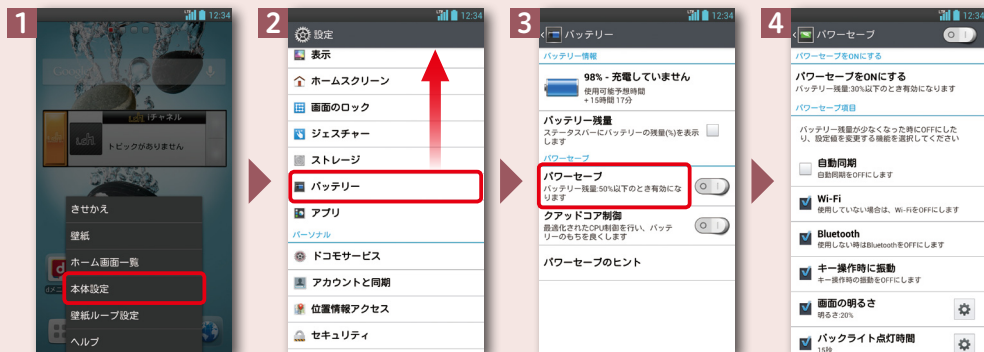 1
12:34
iチャネル
トピックがありません
きせかえ
壁紙
ホーム画面一覧
本体設定
壁紙ループ設定
ヘルプ
2
12:34
設定
表示
ホームスクリーン
画面のロック
ジェスチャー
ストレージ
バッテリー
アプリ
パーソナル
ドコモサービス
アカウントと同期
位置情報アクセス
セキュリティ
3
12:34
バッテリー
バッテリー情報
98% - 充電していません
使用可能予想時間
+ 15時間 17分
バッテリー残量
ステータスバーにバッテリーの残量(%)を表示
します
パワーセーブ
パワーセーブ
バッテリー残量:50%以下のとき有効にな
ります
クアッドコア制御
最適化されたCPU制御を行い、バッテ
リーのもちを良くします
パワーセーブのヒント
4
12:34
パワーセーブ
パワーセーブをONにする
パワーセーブをONにする
バッテリー残量:30%以下のとき有効になります
パワーセーブ項目
バッテリー残量が少なくなった時にOFFにした
り、設定値を変更する機能を選択してください
自動同期
自動同期をOFFにします
Wi-Fi
使用していない場合は、Wi-FiをOFFにします
Bluetooth
使用しない時はBluetoothをOFFにします
キー操作時に振動
キー操作時の振動をOFFにします
画面の明るさ
明るさ:20%
バックライト点灯時間
15秒